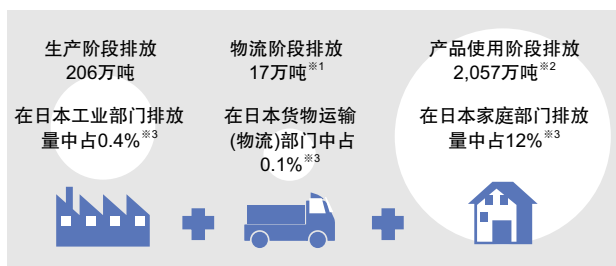 生产阶段排放
206万吨
在日本工业部门排放
量中占0.4%※3
物流阶段排放
17万吨※1
在日本货物运输
(物流)部门中占
0.1%※3
产品使用阶段排放
2,057万吨※2
在日本家庭部门排放
量中占12%※3